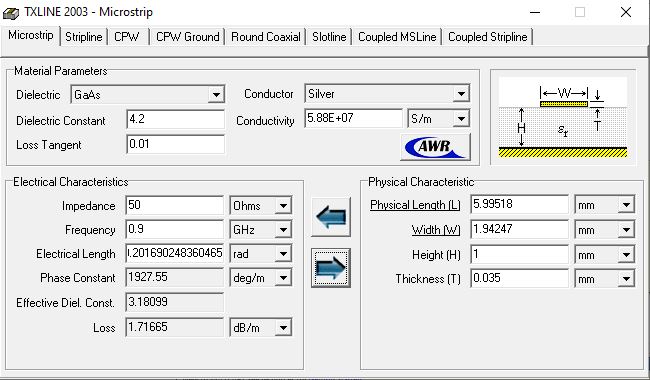 TXLINE 2003 - Microstrip
Microstrip Stripline CPW CPW Ground Round Coaxial Slotline Coupled MSLine Coupled Stripline
Material Parameters
Dielectric GaAs Conductor Silver
Dielectric Constant 4.2 Conductivity 5.88E+07 S/m
Loss Tangent 0.01 AWR
W
H
εr
T
Electrical Characteristics
Impedance 50 Ohms
Frequency 0.9 GHz
Electrical Length .201690248360465 rad
Phase Constant 1927.55 deg/m
Effective Diel. Const. 3.18099
Loss 1.71665 dB/m
Physical Characteristic
Physical Length (L) 5.99518 mm
Width (W) 1.94247 mm
Height (H) 1 mm
Thickness (T) 0.035 mm